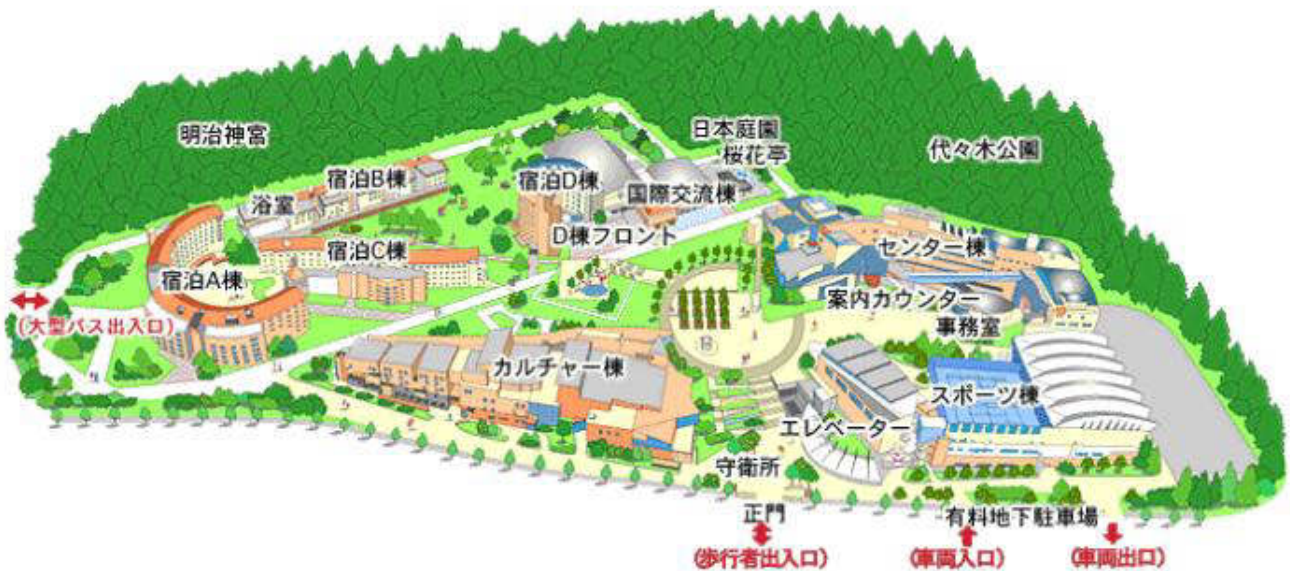 明治神宮
日本庭園
桜花亭
代々木公園
宿泊B棟
浴室
宿泊D棟
国際交流棟
D棟フロント
宿泊C棟
宿泊A棟
センター棟
案内カウンター
事務室
(大型バス出入口)
カルチャー棟
スポーツ棟
エレベーター
守衛所
正門
有料地下駐車場
(歩行者出入口)
(車両入口)
(車両出口)